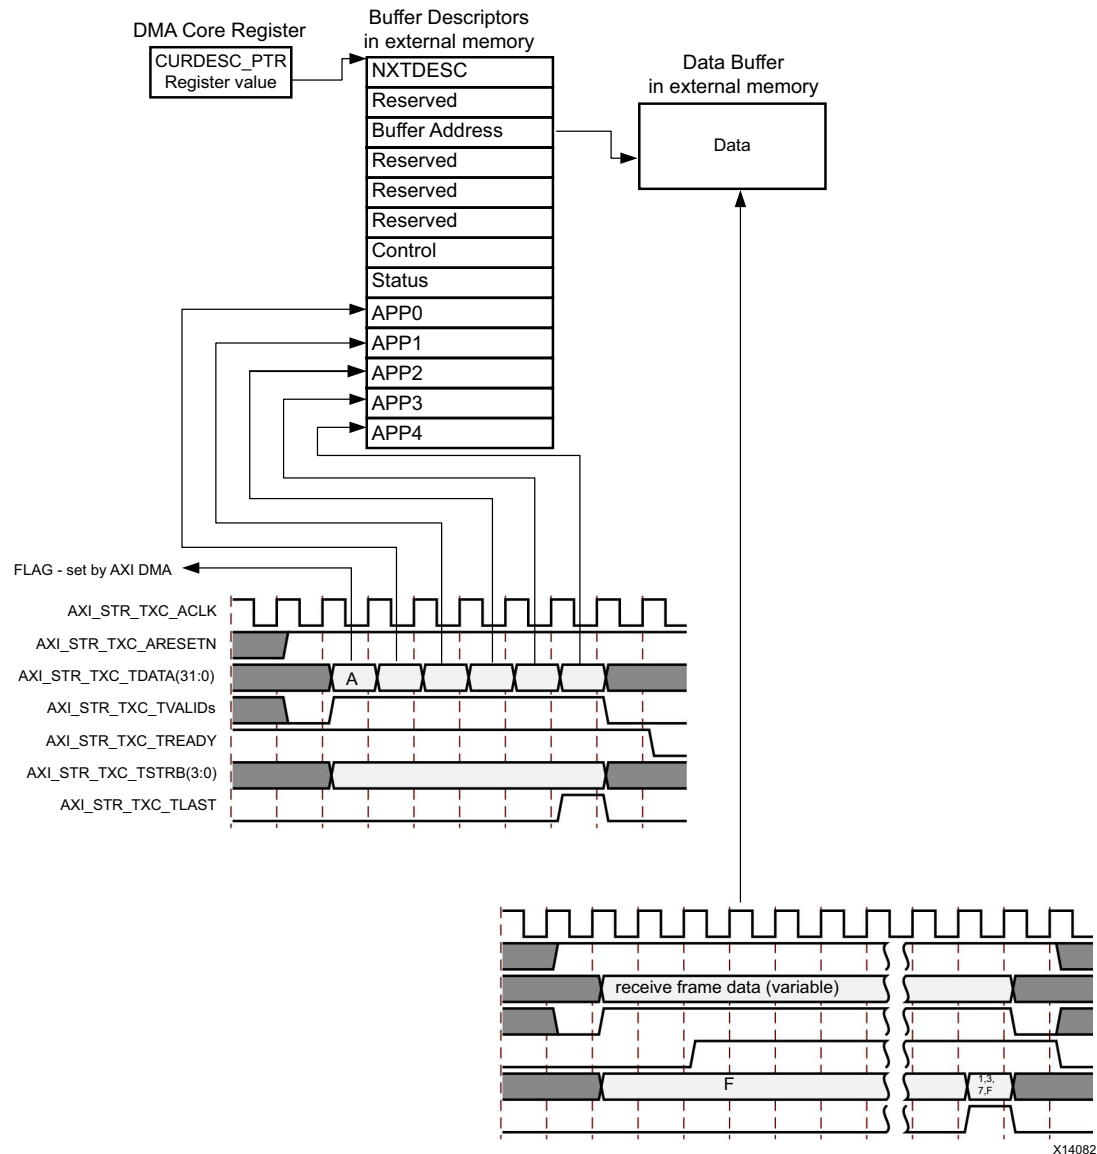 DMA Core Register
CURDESC_PTR
Register value
Buffer Descriptors
in external memory
NXTDESC
Reserved
Buffer Address
Reserved
Reserved
Reserved
Control
Status
APP0
APP1
APP2
APP3
APP4
Data Buffer
in external memory
Data
FLAG - set by AXI DMA
AXI_STR_TXC_ACLK
AXI_STR_TXC_ARESETN
AXI_STR_TXC_TDATA(31:0)
A
AXI_STR_TXC_TVALIDs
AXI_STR_TXC_TREADY
AXI_STR_TXC_TSTRB(3:0)
AXI_STR_TXC_TLAST
receive frame data (variable)
F
1,3,
7,F
X14082